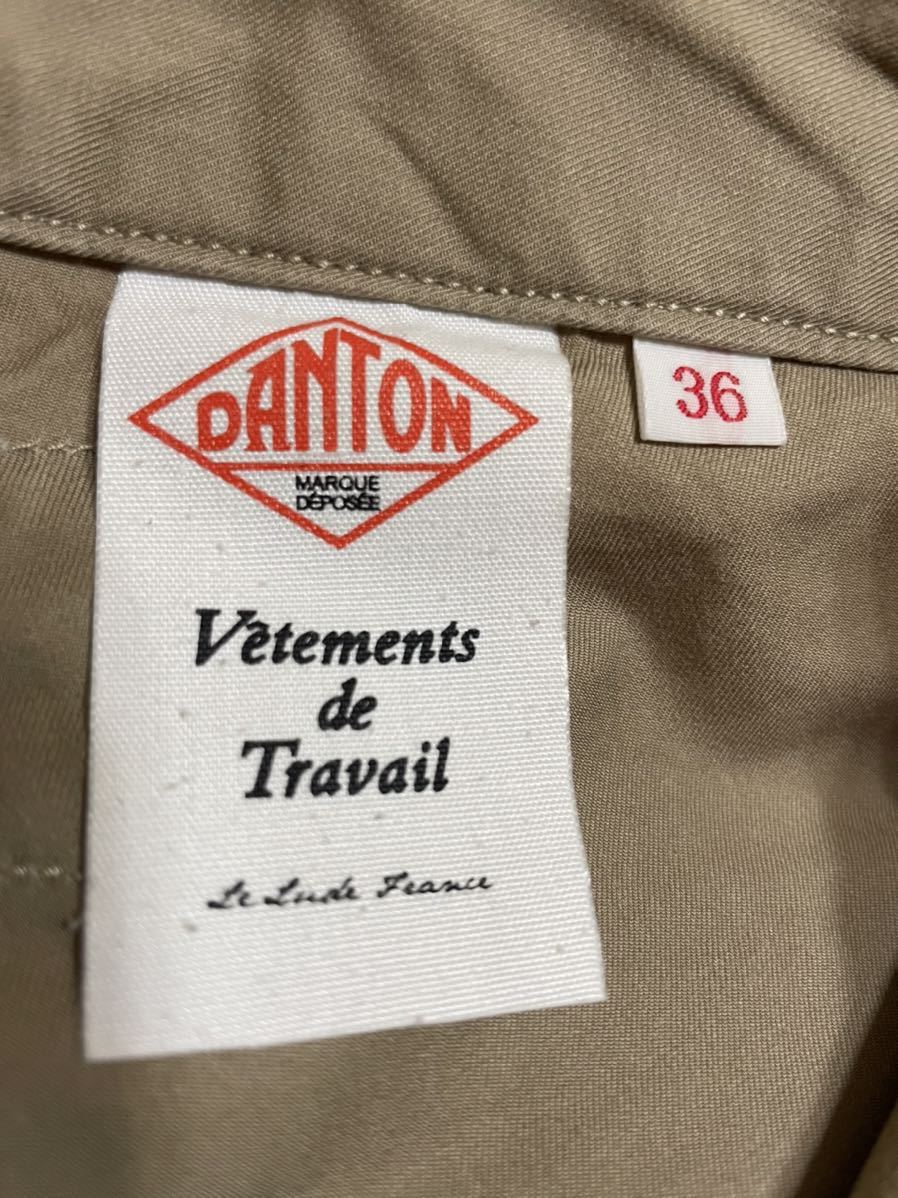 DANTON
MARQUE
DÉPOSÉE
36
Vêtements
de
Travail
Le Lude France